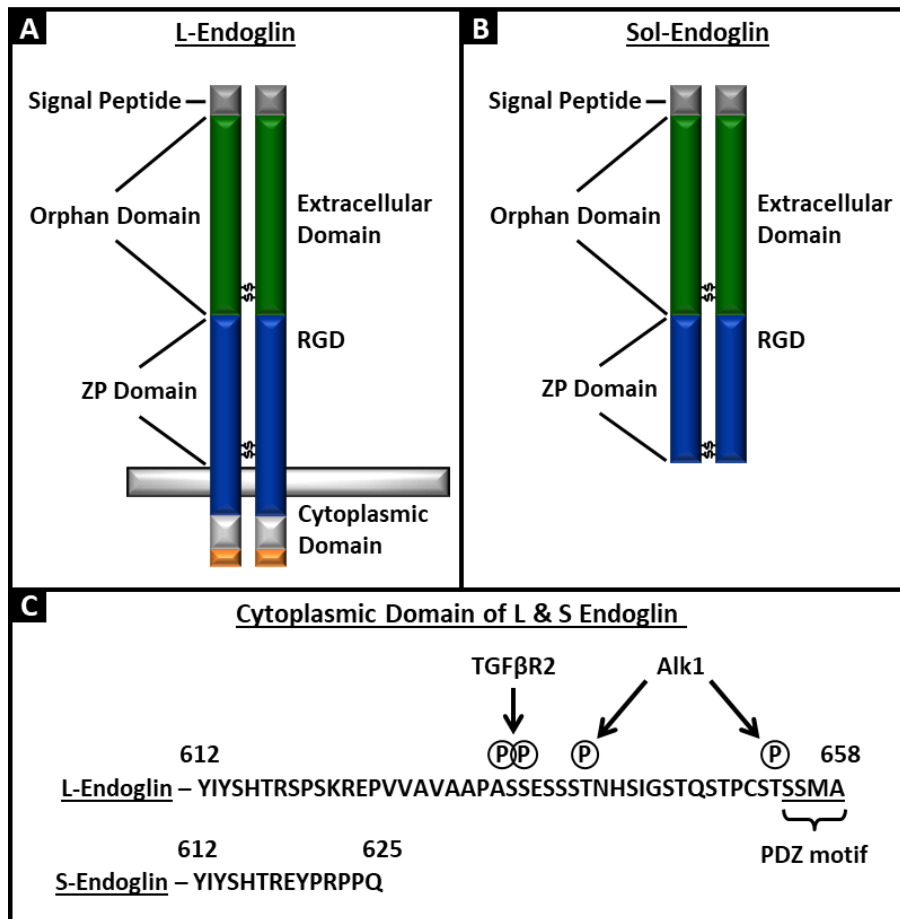 A
L-Endoglin
Signal Peptide
Orphan Domain
Extracellular
Domain
$$
RGD
ZP Domain
$$
Cytoplasmic
Domain
B
Sol-Endoglin
Signal Peptide
Orphan Domain
Extracellular
Domain
$$
RGD
ZP Domain
$$
C
Cytoplasmic Domain of L & S Endoglin
TGFβR2
Alk1
P P P P
612 658
L-Endoglin – YIYSHTRSPSKREPVVAVAAPASSESSSTNHSIGSTQSTPCSTSSMA
PDZ motif
612 625
S-Endoglin – YIYSHTREYPRPPQ